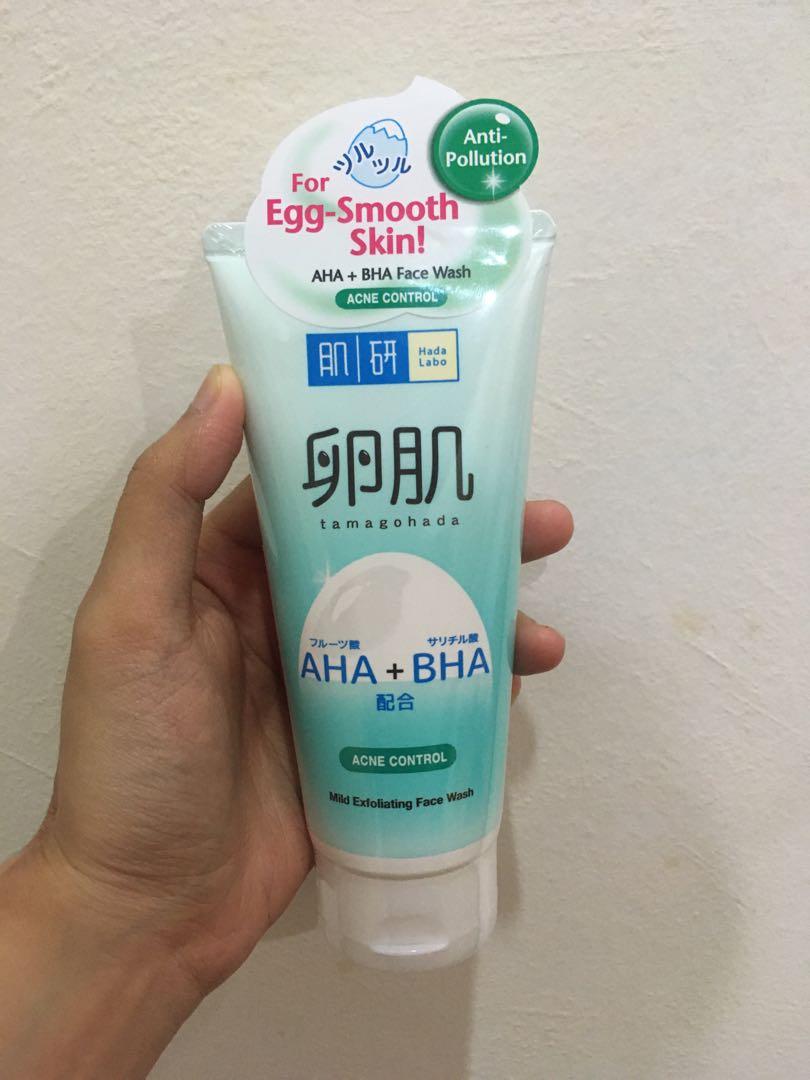 Anti-
Pollution
ツルツル
For
Egg-Smooth
Skin!
AHA + BHA Face Wash
ACNE CONTROL
肌研
Hada
Labo
卵肌
tamagohada
フルーツ酸 サリチル酸
AHA + BHA
配合
ACNE CONTROL
Mild Exfoliating Face Wash